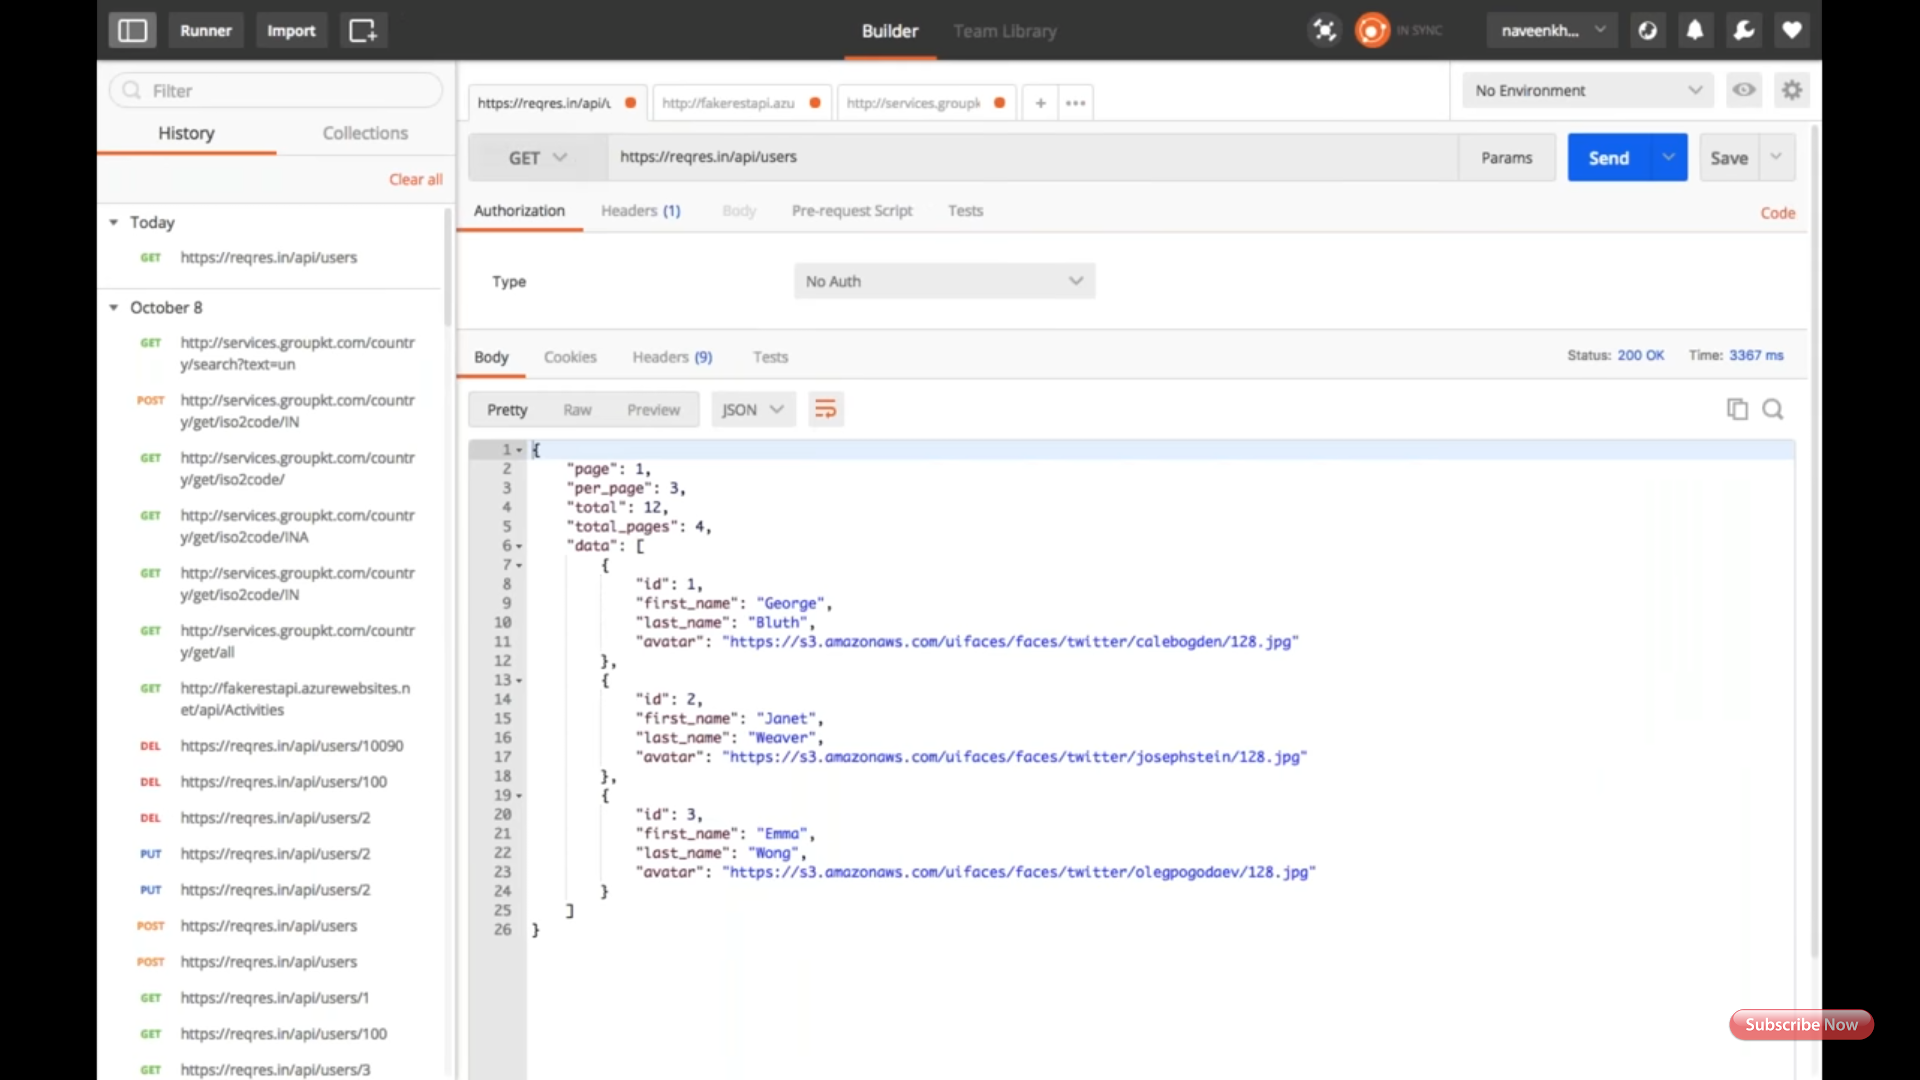 Runner
Import
Builder
Team Library
IN SYNC
naveenkh...
Filter
History
Collections
Clear all
Today
GET https://reqres.in/api/users
October 8
GET http://services.groupkt.com/countr
y/search?text=un
POST http://services.groupkt.com/countr
y/get/iso2code/IN
GET http://services.groupkt.com/countr
y/get/iso2code/
GET http://services.groupkt.com/countr
y/get/iso2code/INA
GET http://services.groupkt.com/countr
y/get/iso2code/IN
GET http://services.groupkt.com/countr
y/get/all
GET http://fakerestapi.azurewebsites.n
et/api/Activities
DEL https://reqres.in/api/users/10090
DEL https://reqres.in/api/users/100
DEL https://reqres.in/api/users/2
PUT https://reqres.in/api/users/2
PUT https://reqres.in/api/users/2
POST https://reqres.in/api/users
POST https://reqres.in/api/users
GET https://reqres.in/api/users/1
GET https://reqres.in/api/users/100
GET https://reqres.in/api/users/3
https://reqres.in/api/u
http://fakerestapi.azu
http://services.groupk
+
•••
No Environment
GET
https://reqres.in/api/users
Params
Send
Save
Authorization
Headers (1)
Body
Pre-request Script
Tests
Code
Type
No Auth
Body
Cookies
Headers (9)
Tests
Status: 200 OK
Time: 3367 ms
Pretty
Raw
Preview
JSON
1 {
2 "page": 1,
3 "per_page": 3,
4 "total": 12,
5 "total_pages": 4,
6 "data": [
7 {
8 "id": 1,
9 "first_name": "George",
10 "last_name": "Bluth",
11 "avatar": "https://s3.amazonaws.com/uifaces/faces/twitter/calebogden/128.jpg"
12 },
13 {
14 "id": 2,
15 "first_name": "Janet",
16 "last_name": "Weaver",
17 "avatar": "https://s3.amazonaws.com/uifaces/faces/twitter/josephstein/128.jpg"
18 },
19 {
20 "id": 3,
21 "first_name": "Emma",
22 "last_name": "Wong",
23 "avatar": "https://s3.amazonaws.com/uifaces/faces/twitter/olegpogodaev/128.jpg"
24 }
25 ]
26 }
Subscribe Now